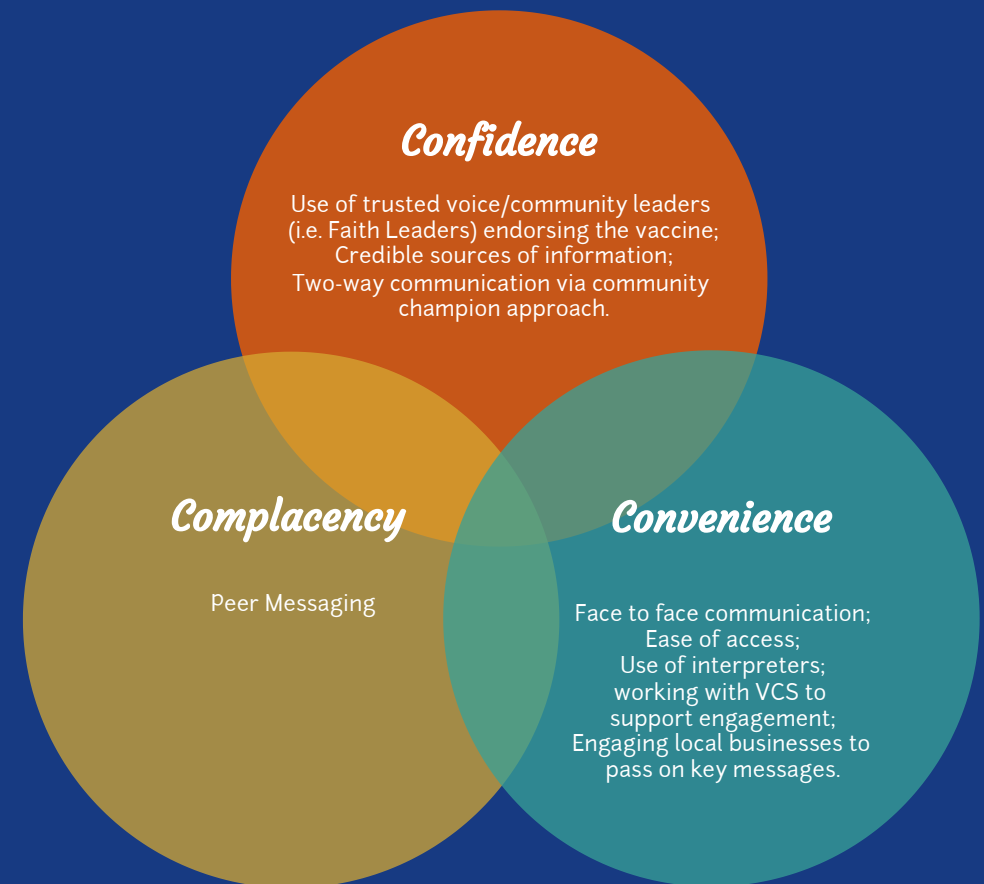 Confidence
Use of trusted voice/community leaders
(i.e. Faith Leaders) endorsing the vaccine;
Credible sources of information;
Two-way communication via community
champion approach.
Complacency
Peer Messaging
Convenience
Face to face communication;
Ease of access;
Use of interpreters;
working with VCS to
support engagement;
Engaging local businesses to
pass on key messages.